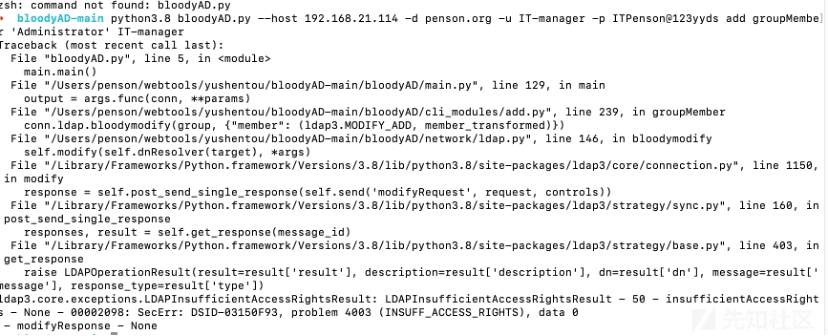 zsh: command not found: bloodyAD.py
➜ bloodyAD-main python3.8 bloodyAD.py --host 192.168.21.114 -d penson.org -u IT-manager -p ITPenson@123yyds add groupMembe
r 'Administrator' IT-manager
Traceback (most recent call last):
File "bloodyAD.py", line 5, in <module>
main.main()
File "/Users/penson/webtools/yushentou/bloodyAD-main/bloodyAD/main.py", line 129, in main
output = args.func(conn, **params)
File "/Users/penson/webtools/yushentou/bloodyAD-main/bloodyAD/cli_modules/add.py", line 239, in groupMember
conn.ldap.bloodymodify(group, {"member": (ldap3.MODIFY_ADD, member_transformed)})
File "/Users/penson/webtools/yushentou/bloodyAD-main/bloodyAD/network/ldap.py", line 146, in bloodymodify
self.modify(self.dnResolver(target), *args)
File "/Library/Frameworks/Python.framework/Versions/3.8/lib/python3.8/site-packages/ldap3/core/connection.py", line 1150,
in modify
response = self.post_send_single_response(self.send('modifyRequest', request, controls))
File "/Library/Frameworks/Python.framework/Versions/3.8/lib/python3.8/site-packages/ldap3/strategy/sync.py", line 160, in
post_send_single_response
responses, result = self.get_response(message_id)
File "/Library/Frameworks/Python.framework/Versions/3.8/lib/python3.8/site-packages/ldap3/strategy/base.py", line 403, in
get_response
raise LDAPOperationResult(result=result['result'], description=result['description'], dn=result['dn'], message=result['
message'], response_type=result['type'])
ldap3.core.exceptions.LDAPInsufficientAccessRightsResult: LDAPInsufficientAccessRightsResult - 50 - insufficientAccessRight
s - None - 00002098: SecErr: DSID-03150F93, problem 4003 (INSUFF_ACCESS_RIGHTS), data 0
- modifyResponse - None
先知社区